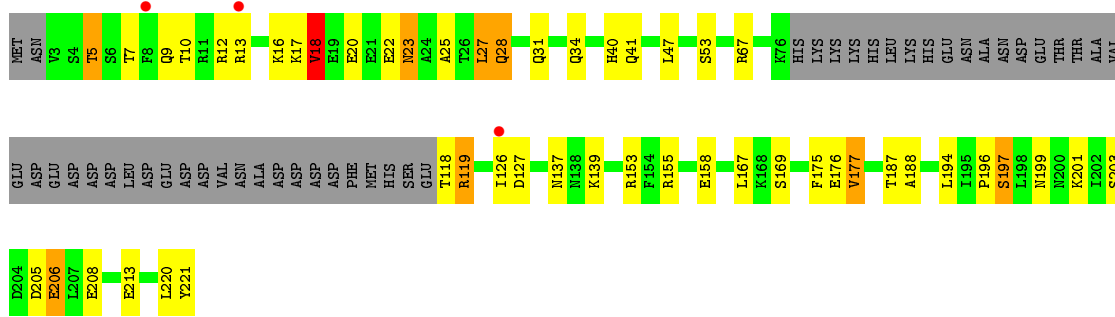 MET ASN V3 S4 T5 S6 T7 F8 Q9 T10 R11 R12 R13 K16 K17 V18 E19 E20 E21 E22 N23 A24 A25 T26 L27 Q28 Q31 Q34 H40 Q41 L47 S53 R67 K76 HIS LYS LYS LYS HIS LEU LYS HIS GLU ASN ALA ASN ASP GLU THR THR ALA VAL
GLU ASP GLU ASP ASP ASP LEU ASP GLU ASP ASP VAL ASN ALA ASP ASP ASP ASP PHE MET HIS SER GLU T118 R119 I126 D127 N137 N138 K139 R153 F154 R155 E158 L167 K168 S169 F175 E176 V177 T187 A188 L194 I195 P196 S197 L198 N199 N200 K201 I202 S203
D204 D205 E206 L207 E208 E213 L220 Y221